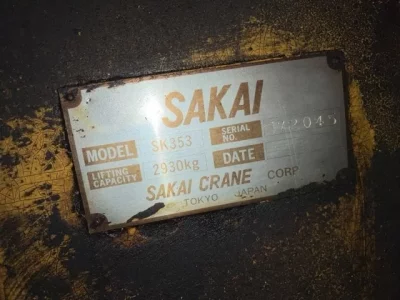 SAKAI
MODEL SK353 SERIAL NO.
LIFTING CAPACITY 2930kg DATE
SAKAI CRANE CORP
TOKYO JAPAN